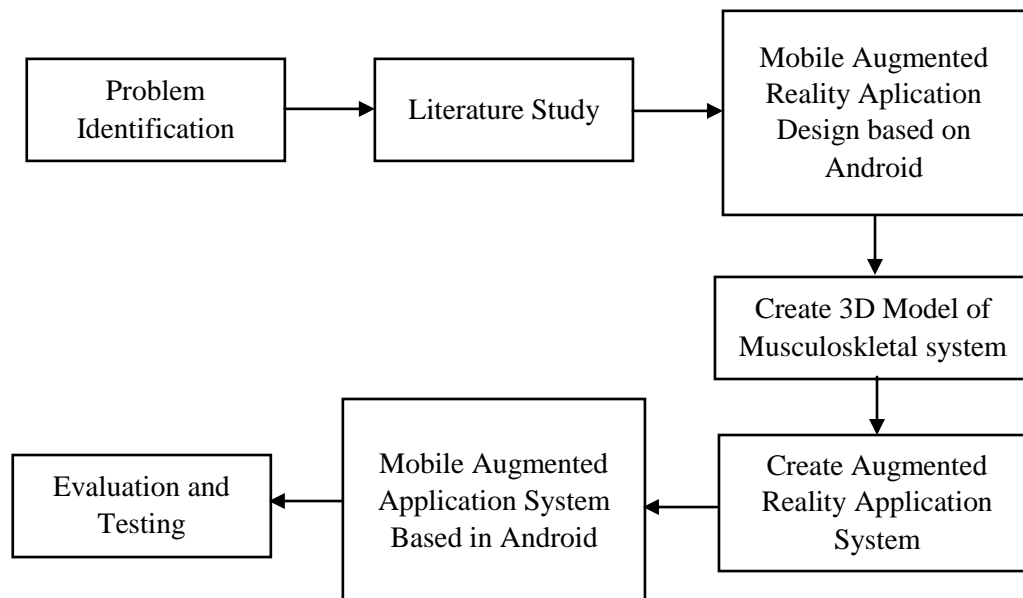 Problem
Identification
Literature Study
Mobile Augmented
Reality Aplication
Design based on
Android
Create 3D Model of
Musculoskletal system
Create Augmented
Reality Application
System
Mobile Augmented
Application System
Based in Android
Evaluation and
Testing